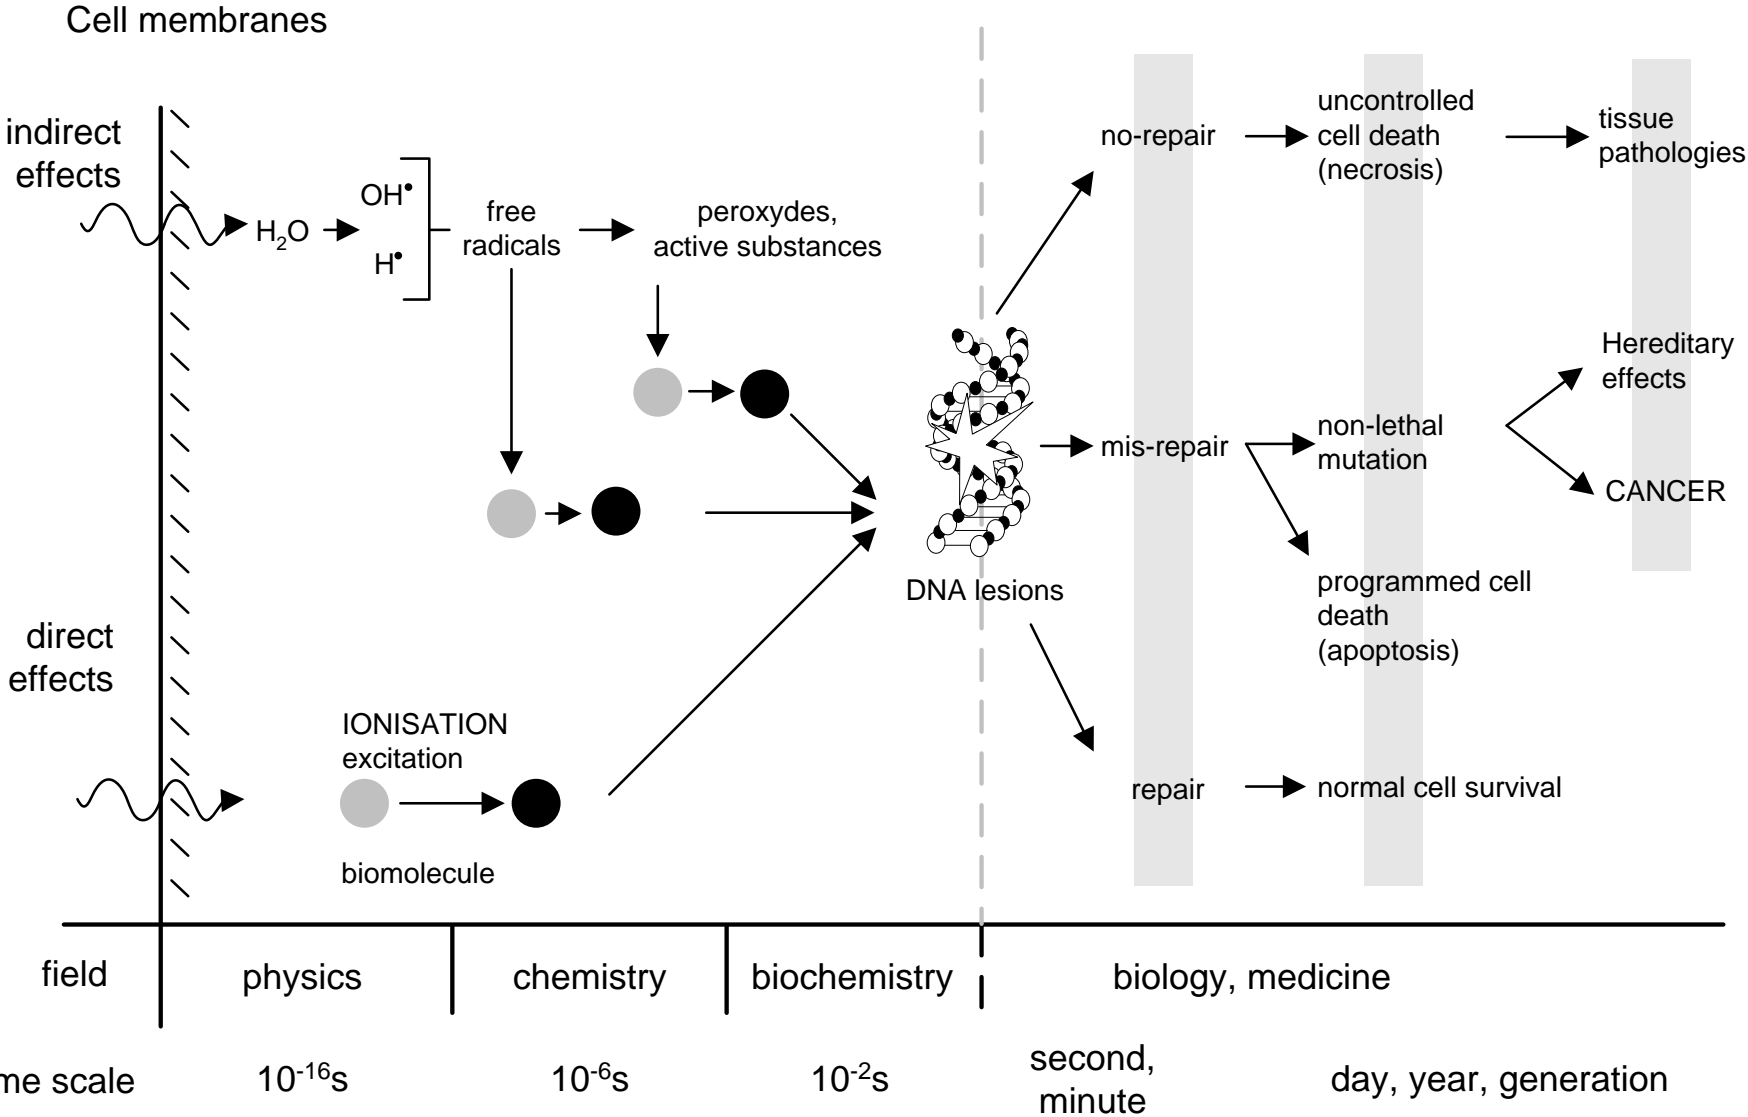 Cell membranes
indirect
effects
H₂O
OH•
H•
free
radicals
peroxydes,
active substances
direct
effects
IONISATION
excitation
biomolecule
DNA lesions
no-repair
uncontrolled
cell death
(necrosis)
tissue
pathologies
mis-repair
non-lethal
mutation
Hereditary
effects
CANCER
programmed cell
death
(apoptosis)
repair
normal cell survival
field
physics
chemistry
biochemistry
biology, medicine
me scale
10⁻¹⁶s
10⁻⁶s
10⁻²s
second,
minute
day, year, generation